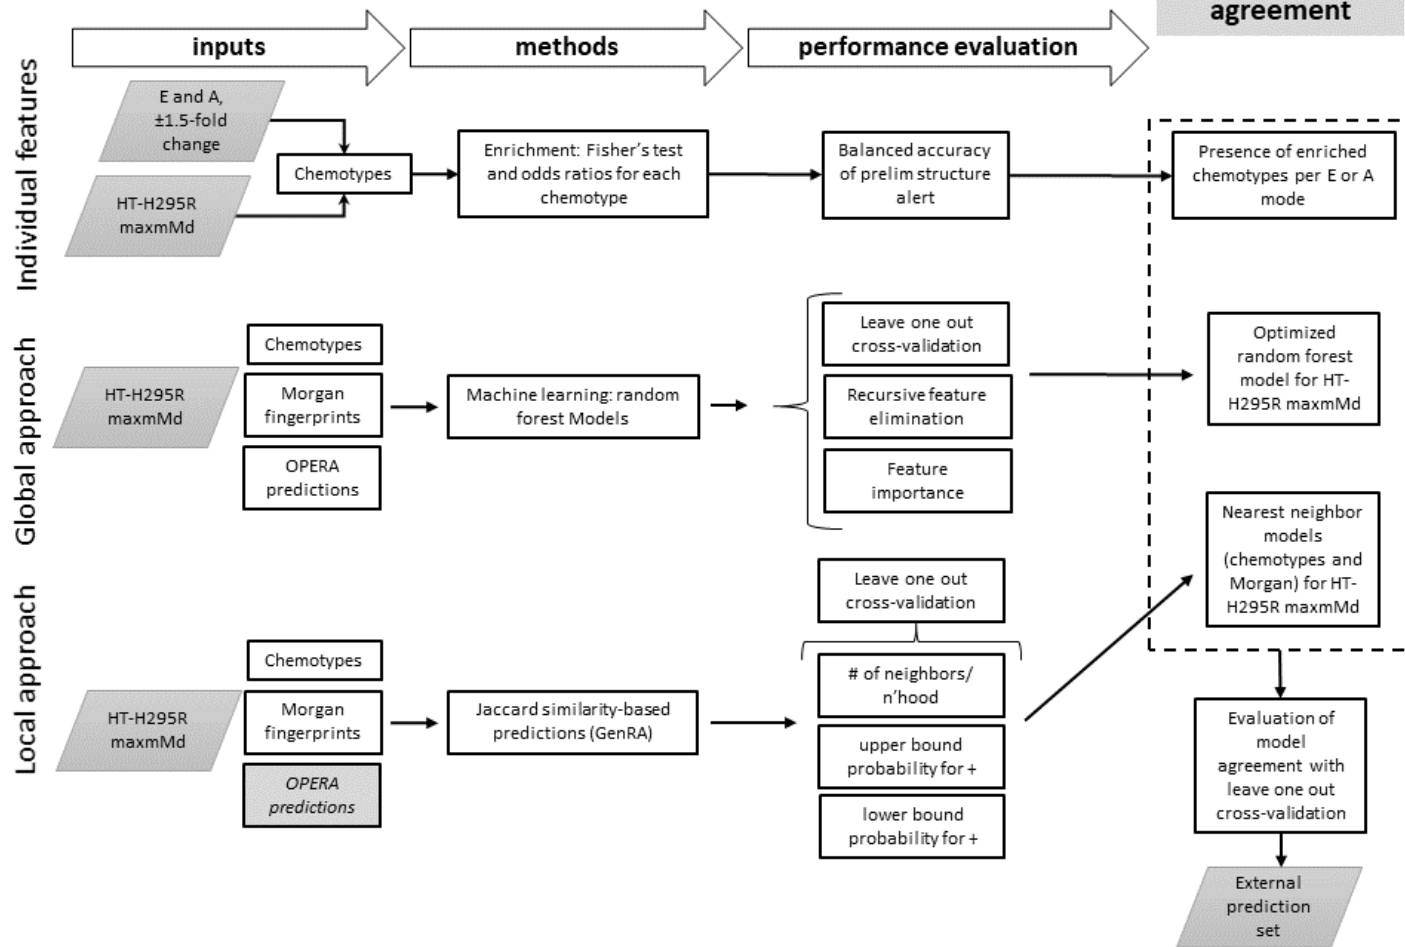 agreement
inputs
methods
performance evaluation
Individual features
E and A,
±1.5-fold
change
HT-H295R
maxmMd
Chemotypes
Enrichment: Fisher's test
and odds ratios for each
chemotype
Balanced accuracy
of prelim structure
alert
Presence of enriched
chemotypes per E or A
mode
Global approach
HT-H295R
maxmMd
Chemotypes
Morgan
fingerprints
OPERA
predictions
Machine learning: random
forest Models
Leave one out
cross-validation
Recursive feature
elimination
Feature
importance
Optimized
random forest
model for HT-
H295R maxmMd
Local approach
HT-H295R
maxmMd
Chemotypes
Morgan
fingerprints
OPERA
predictions
Jaccard similarity-based
predictions (GenRA)
Leave one out
cross-validation
# of neighbors/
n'hood
upper bound
probability for +
lower bound
probability for +
Nearest neighbor
models
(chemotypes and
Morgan) for HT-
H295R maxmMd
Evaluation of
model
agreement with
leave one out
cross-validation
External
prediction
set